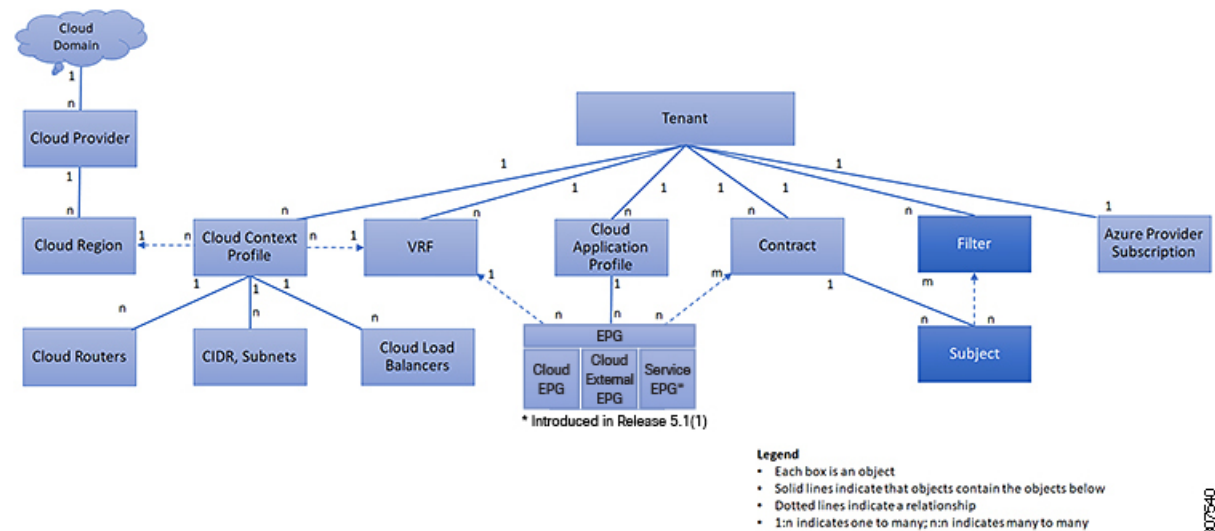 Cloud
Domain
1
n
Cloud Provider
1
n
Cloud Region
Tenant
1
1
1
1
1
1
n
n
n
n
n
1
Cloud Context
Profile
VRF
Cloud
Application
Profile
Contract
Filter
Azure Provider
Subscription
1
n
n
1
1
1
1
n
n
n
Cloud Routers
CIDR, Subnets
Cloud Load
Balancers
1
n
1
n
n
m
EPG
Cloud
EPG
Cloud
External
EPG
Service
EPG*
* Introduced in Release 5.1(1)
1
n
m
n
Subject
Legend
• Each box is an object
• Solid lines indicate that objects contain the objects below
• Dotted lines indicate a relationship
• 1:n indicates one to many; n:n indicates many to many